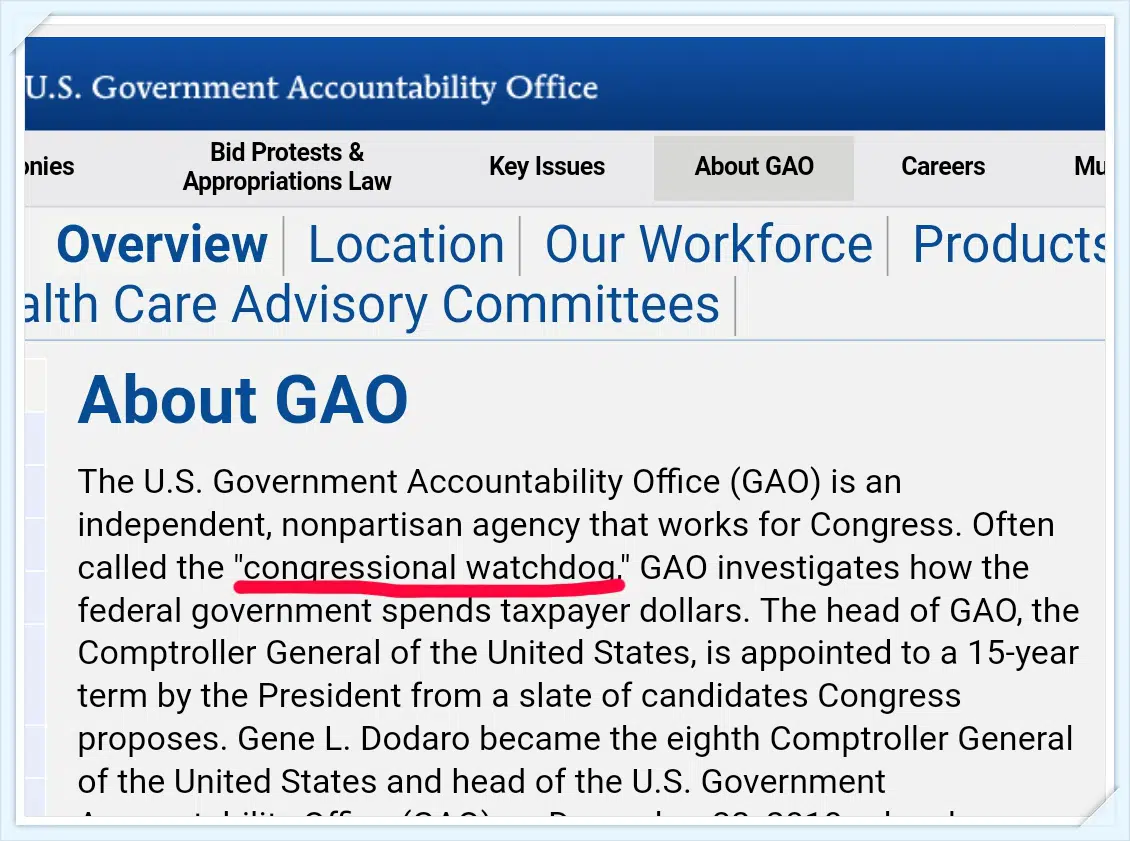 U.S. Government Accountability Office
Bid Protests &
Appropriations Law
Key Issues
About GAO
Careers
Overview
Location
Our Workforce
Products
Care Advisory Committees
About GAO
The U.S. Government Accountability Office (GAO) is an
independent, nonpartisan agency that works for Congress. Often
called the "congressional watchdog," GAO investigates how the
federal government spends taxpayer dollars. The head of GAO, the
Comptroller General of the United States, is appointed to a 15-year
term by the President from a slate of candidates Congress
proposes. Gene L. Dodaro became the eighth Comptroller General
of the United States and head of the U.S. Government